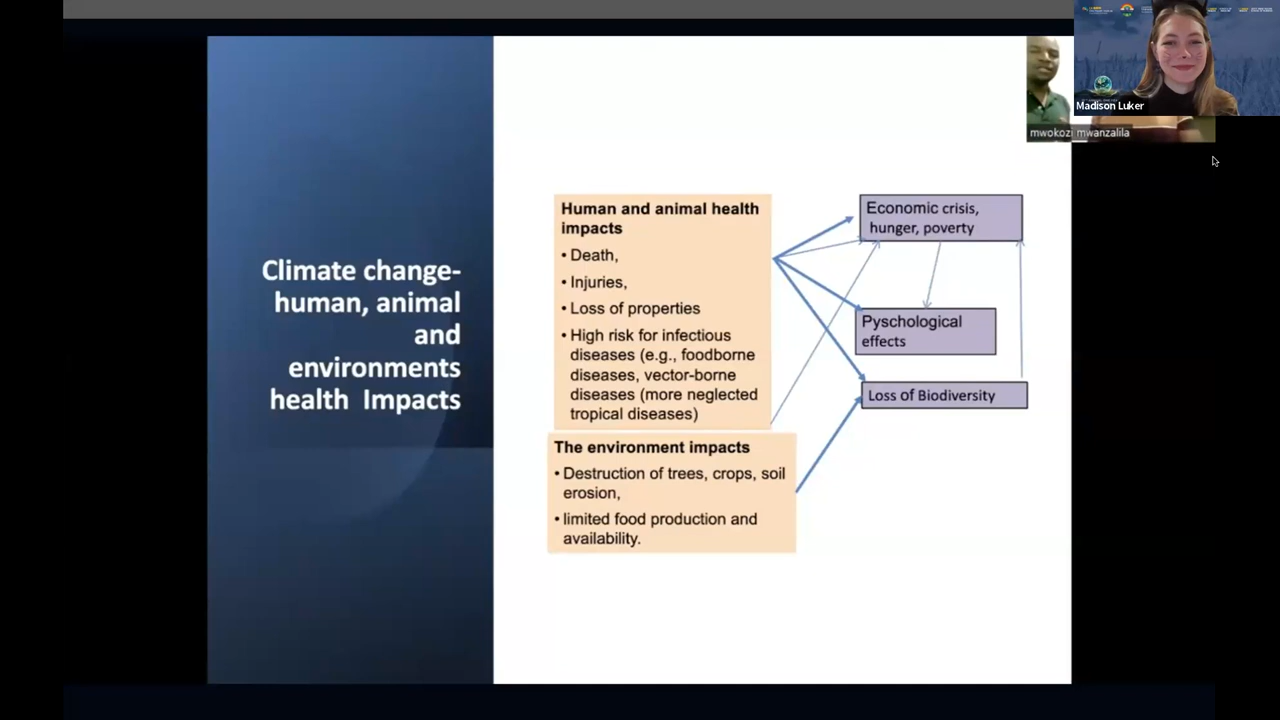 Madison Luker
mwokozi mwanzalila
Climate change-
human, animal
and
environments
health Impacts
Human and animal health
impacts
• Death,
• Injuries,
• Loss of properties
• High risk for infectious
diseases (e.g., foodborne
diseases, vector-borne
diseases (more neglected
tropical diseases)
The environment impacts
• Destruction of trees, crops, soil
erosion,
• limited food production and
availability.
Economic crisis,
hunger, poverty
Pyschological
effects
Loss of Biodiversity